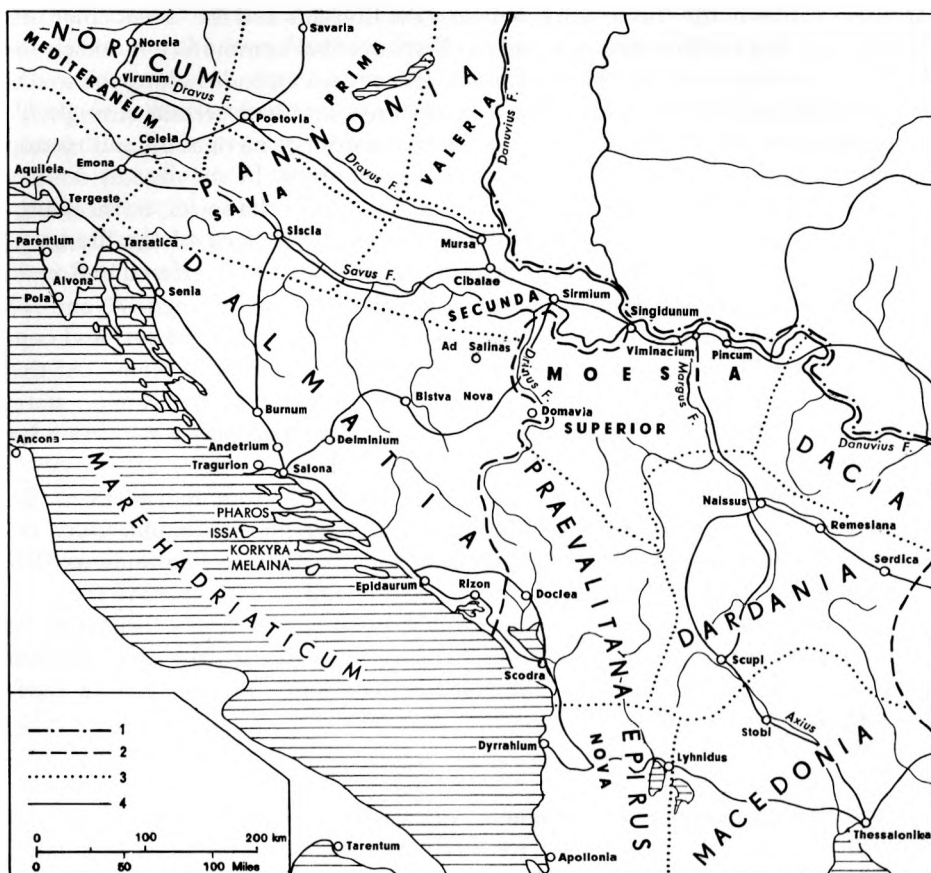 Savaria
Norela
NORICUM
MEDITERANEUM
Virunum
Dravus F.
PRIMA
PANNONIA
VALERIA
Danuvius F.
Poetovia
Celela
Emona
Aquilela
SAVIA
Dravus F.
Tergeste
Parentium
Tarsatica
Siscia
Mursa
Alvona
Pola
Senia
Savus F.
Cibalae
SECUNDA
Sirmium
Singidunum
DALMATIA
Ad Salinas
Drinus F.
Viminacium
Pincum
MOESIA
Margus F.
Bistva Nova
Domavia
SUPERIOR
Burnum
Andetrium
Delminium
Danuvius F.
DACIA
Ancona
Tragurion
Salona
MARE HADRIATICUM
PHAROS
ISSA
KORKYRA
MELAINA
PRAEVALITANA
Naissus
Remesiana
Serdica
Epidaurum
Rizon
Doclea
DARDANIA
Scodra
Scupi
Stobi
Axius
Dyrrahium
NOVA
EPIRUS
Lyhnidus
MACEDONIA
Thessalonika
Tarentum
Apollonia
1
2
3
4
0 100 200 km
0 50 100 Miles